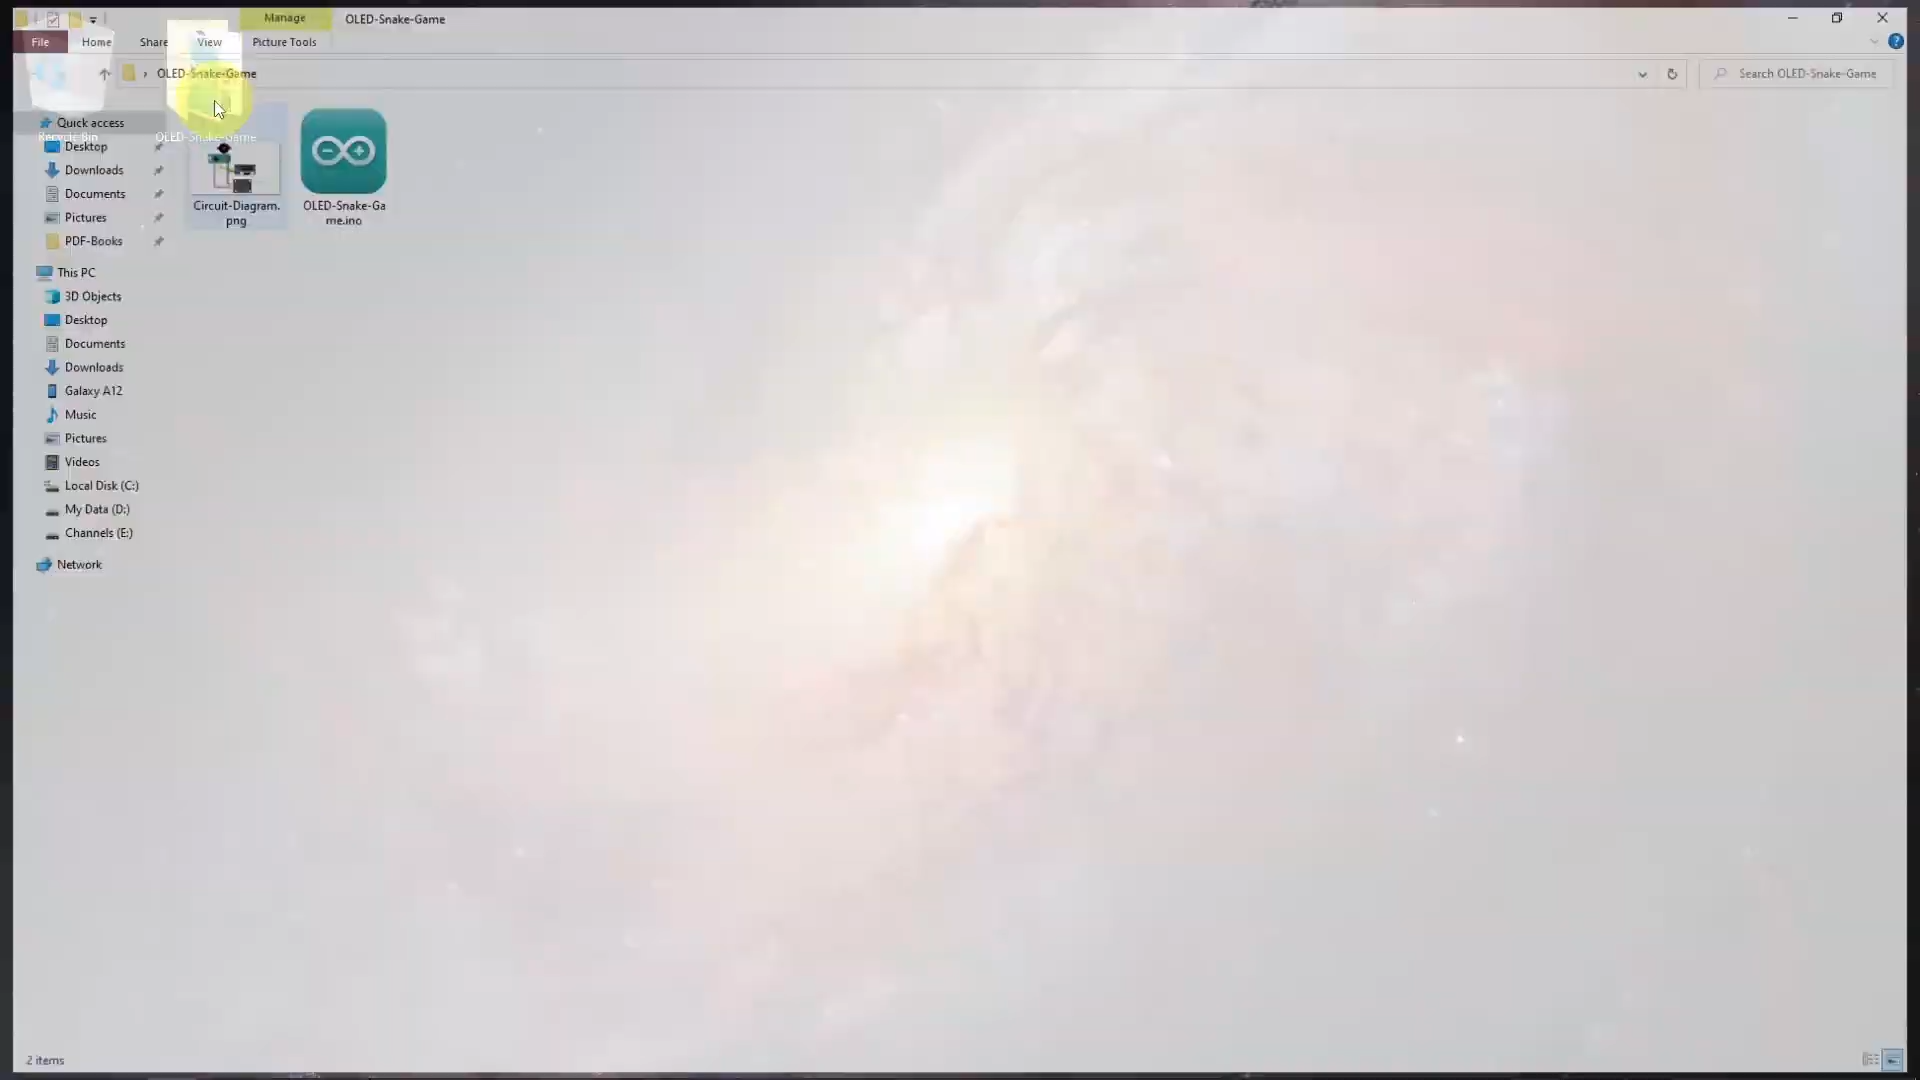 Manage
OLED-Snake-Game
File
Home
Share
View
Picture Tools
OLED-Snake-Game
Search OLED-Snake-Game
Quick access
Recycle Bin
OLED-Snake-Game
Desktop
Downloads
Documents
Pictures
PDF-Books
Circuit-Diagram.
png
OLED-Snake-Ga
me.ino
This PC
3D Objects
Desktop
Documents
Downloads
Galaxy A12
Music
Pictures
Videos
Local Disk (C:)
My Data (D:)
Channels (E:)
Network
2 items